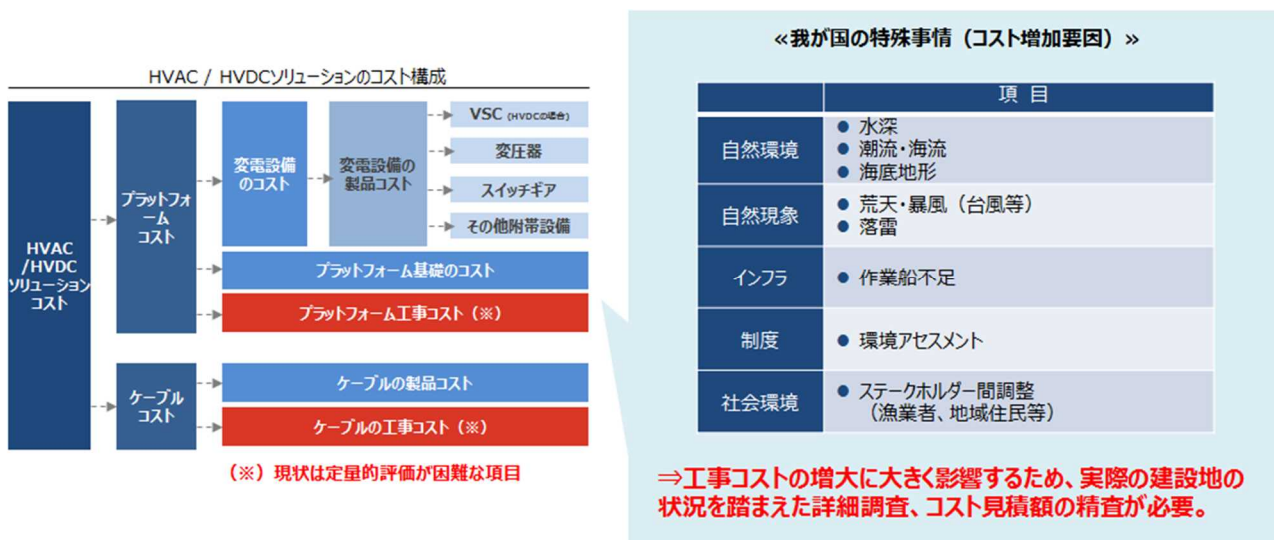 HVAC / HVDCソリューションのコスト構成
HVAC
/HVDC
ソリューション
コスト
プラットフォ
ーム
コスト
変電設備
のコスト
変電設備の
製品コスト
VSC (HVDCの場合)
変圧器
スイッチギア
その他附帯設備
プラットフォーム基礎のコスト
プラットフォーム工事コスト(※)
ケーブル
コスト
ケーブルの製品コスト
ケーブルの工事コスト(※)
(※)現状は定量的評価が困難な項目
≪我が国の特殊事情(コスト増加要因)≫
項 目
自然環境
● 水深
● 潮流・海流
● 海底地形
自然現象
● 荒天・暴風(台風等)
● 落雷
インフラ
● 作業船不足
制度
● 環境アセスメント
社会環境
● ステークホルダー間調整
(漁業者、地域住民等)
⇒工事コストの増大に大きく影響するため、実際の建設地の
状況を踏まえた詳細調査、コスト見積額の精査が必要。